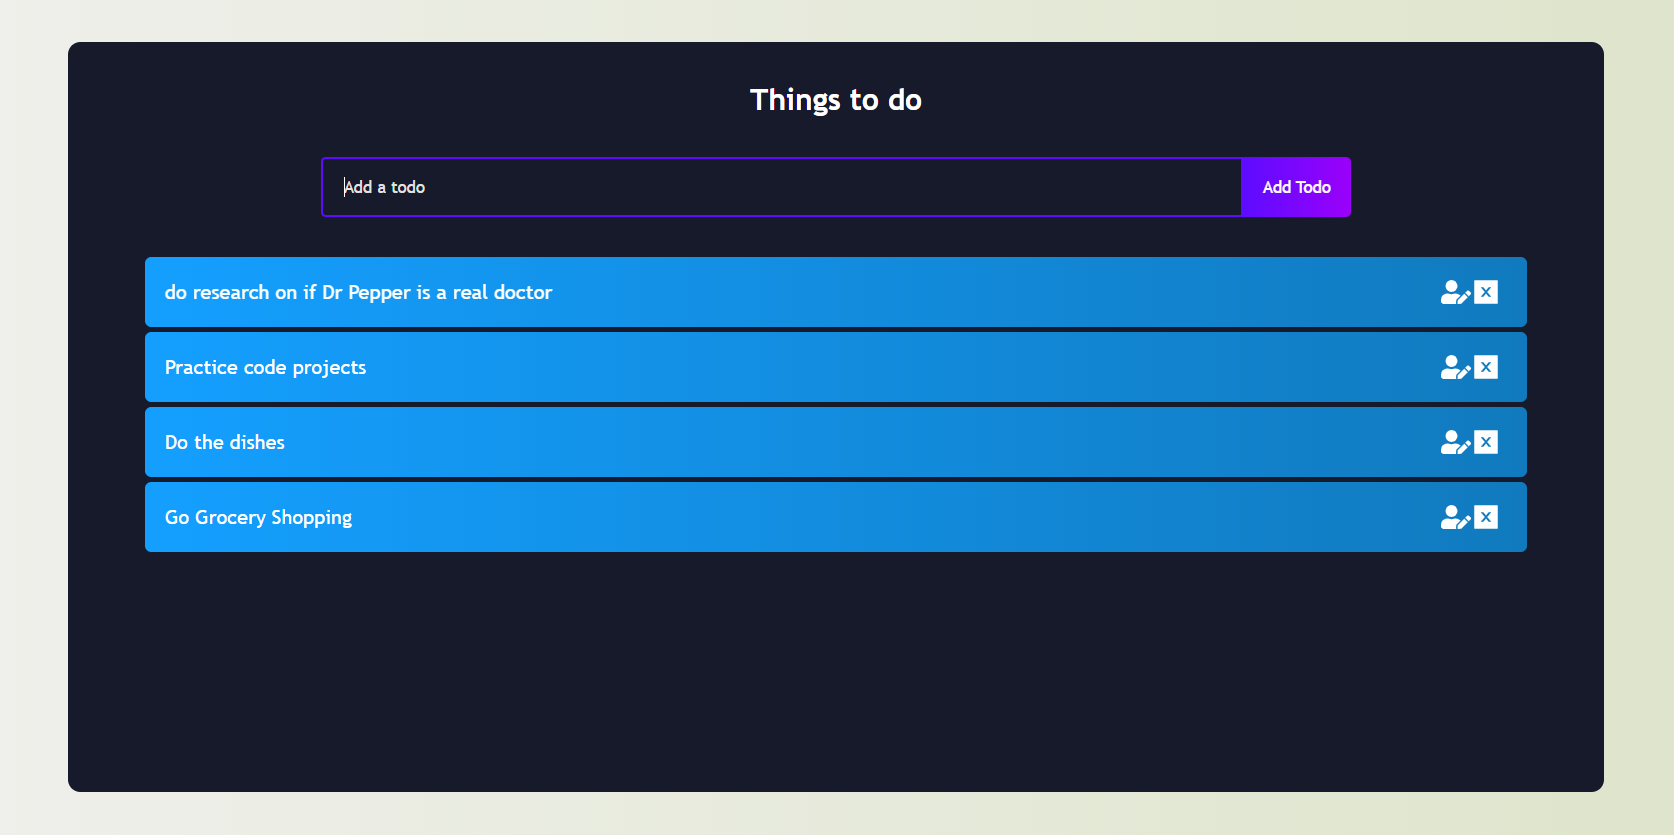 Things to do
Add a todo Add Todo
do research on if Dr Pepper is a real doctor X
Practice code projects X
Do the dishes X
Go Grocery Shopping X